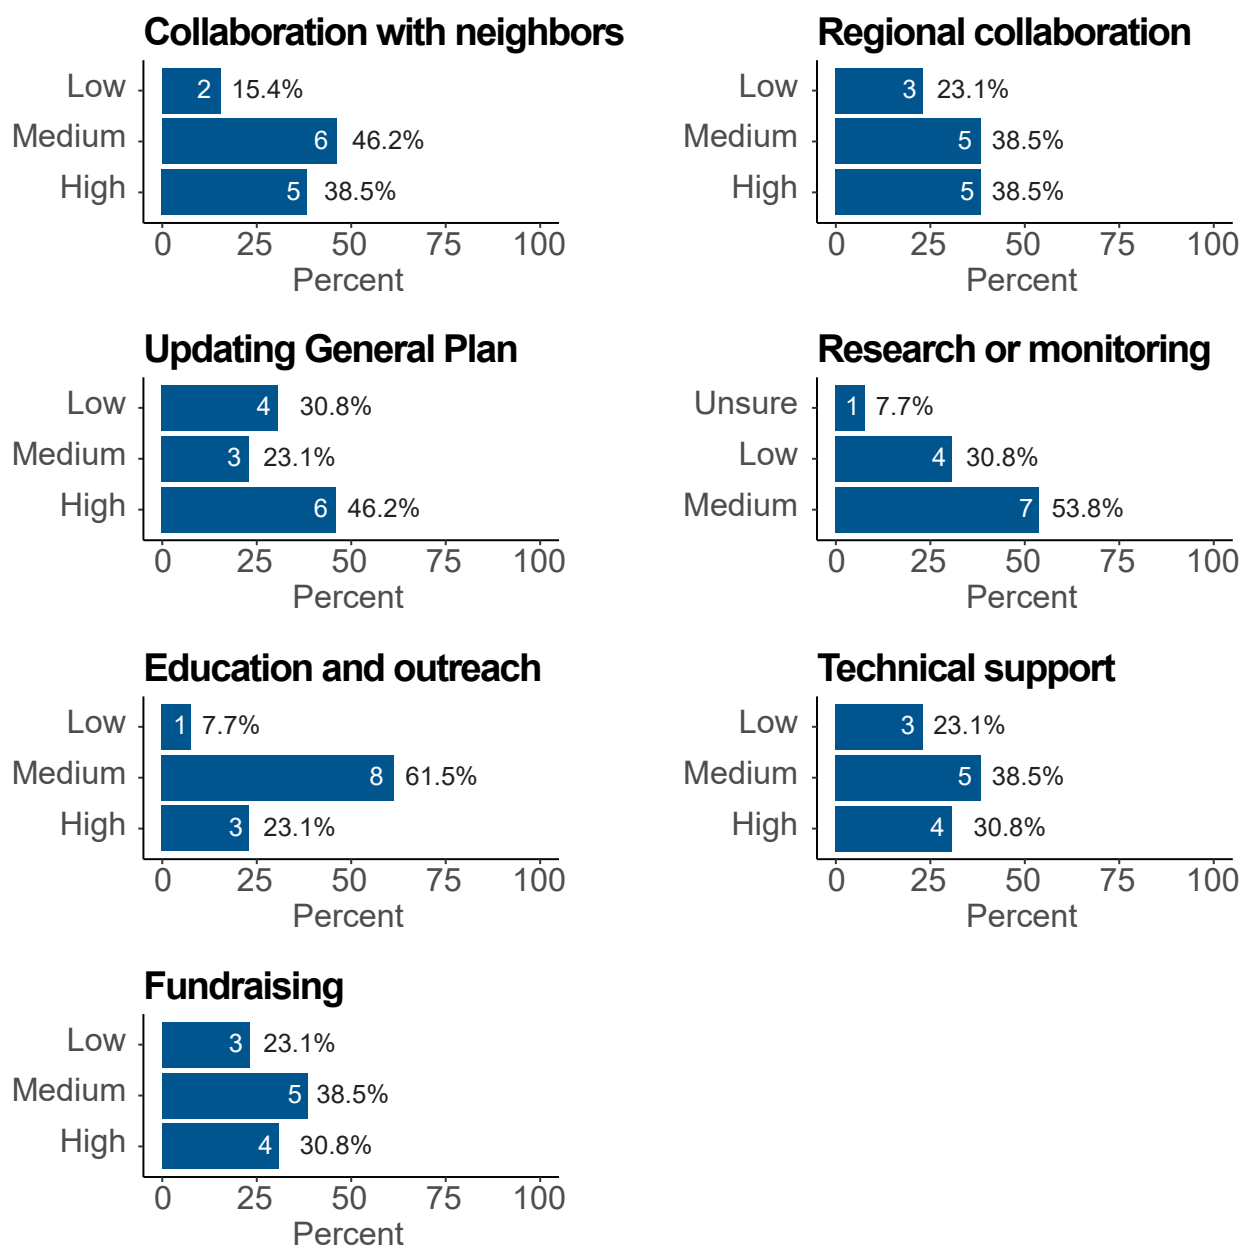 Collaboration with neighbors
Low 2 15.4%
Medium 6 46.2%
High 5 38.5%
0 25 50 75 100
Percent
Regional collaboration
Low 3 23.1%
Medium 5 38.5%
High 5 38.5%
0 25 50 75 100
Percent
Updating General Plan
Low 4 30.8%
Medium 3 23.1%
High 6 46.2%
0 25 50 75 100
Percent
Research or monitoring
Unsure 1 7.7%
Low 4 30.8%
Medium 7 53.8%
0 25 50 75 100
Percent
Education and outreach
Low 1 7.7%
Medium 8 61.5%
High 3 23.1%
0 25 50 75 100
Percent
Technical support
Low 3 23.1%
Medium 5 38.5%
High 4 30.8%
0 25 50 75 100
Percent
Fundraising
Low 3 23.1%
Medium 5 38.5%
High 4 30.8%
0 25 50 75 100
Percent